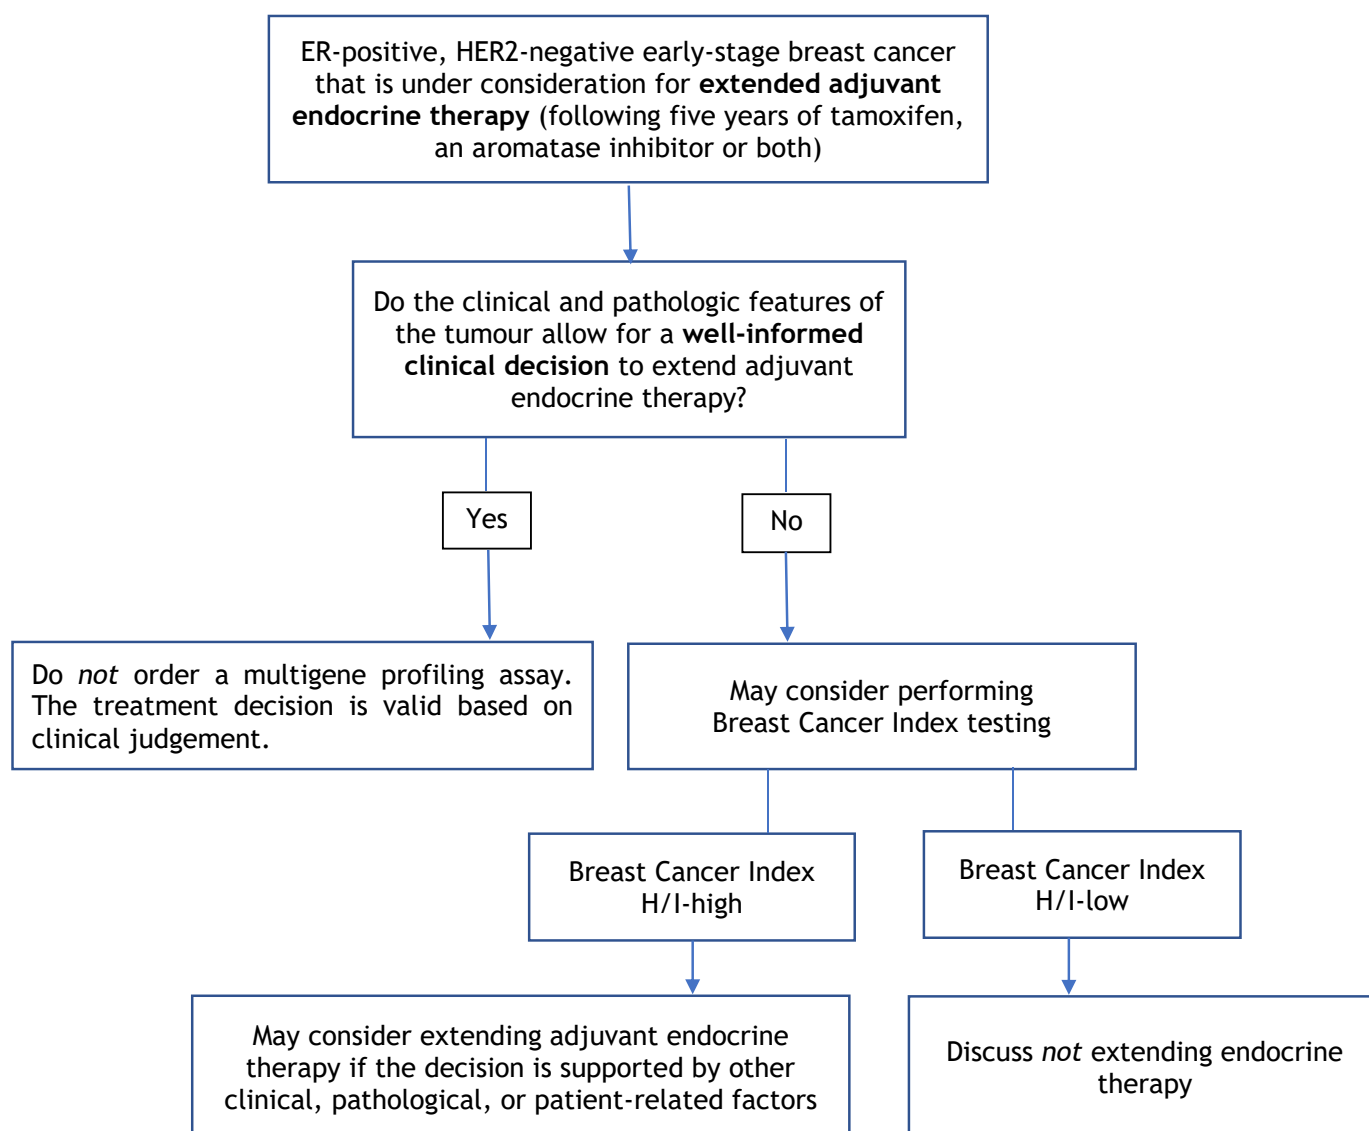 ER-positive, HER2-negative early-stage breast cancer
that is under consideration for extended adjuvant
endocrine therapy (following five years of tamoxifen,
an aromatase inhibitor or both)
Do the clinical and pathologic features of
the tumour allow for a well-informed
clinical decision to extend adjuvant
endocrine therapy?
Yes
No
Do not order a multigene profiling assay.
The treatment decision is valid based on
clinical judgement.
May consider performing
Breast Cancer Index testing
Breast Cancer Index
H/I-high
Breast Cancer Index
H/I-low
May consider extending adjuvant endocrine
therapy if the decision is supported by other
clinical, pathological, or patient-related factors
Discuss not extending endocrine
therapy